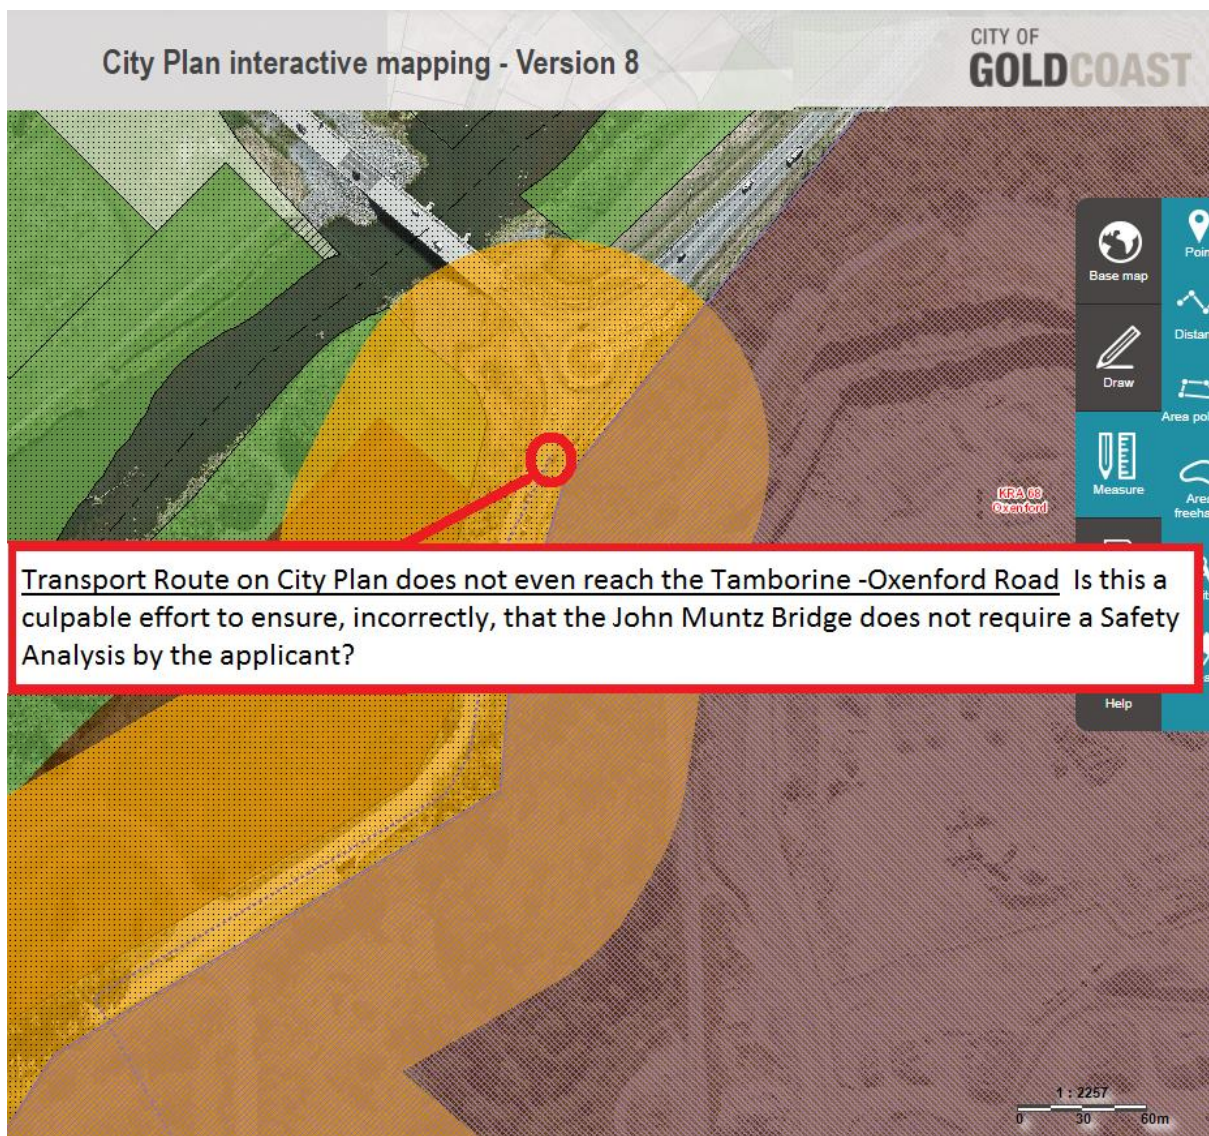 City Plan interactive mapping - Version 8
CITY OF
GOLDCOAST
Base map
Draw
Measure
Help
KRA 68
Oxenford
Transport Route on City Plan does not even reach the Tamborine -Oxenford Road Is this a
culpable effort to ensure, incorrectly, that the John Muntz Bridge does not require a Safety
Analysis by the applicant?
1 : 2257
0 30 60m